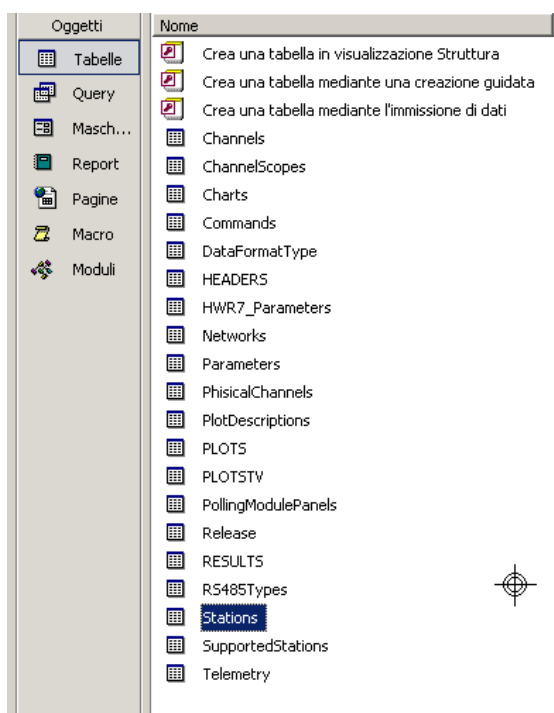 Oggetti
Tabelle
Query
Masch...
Report
Pagine
Macro
Moduli
Nome
Crea una tabella in visualizzazione Struttura
Crea una tabella mediante una creazione guidata
Crea una tabella mediante l'immissione di dati
Channels
ChannelScopes
Charts
Commands
DataFormatType
HEADERS
HWR7_Parameters
Networks
Parameters
PhisicalChannels
PlotDescriptions
PLOTS
PLOTSTV
PollingModulePanels
Release
RESULTS
RS485Types
Stations
SupportedStations
Telemetry